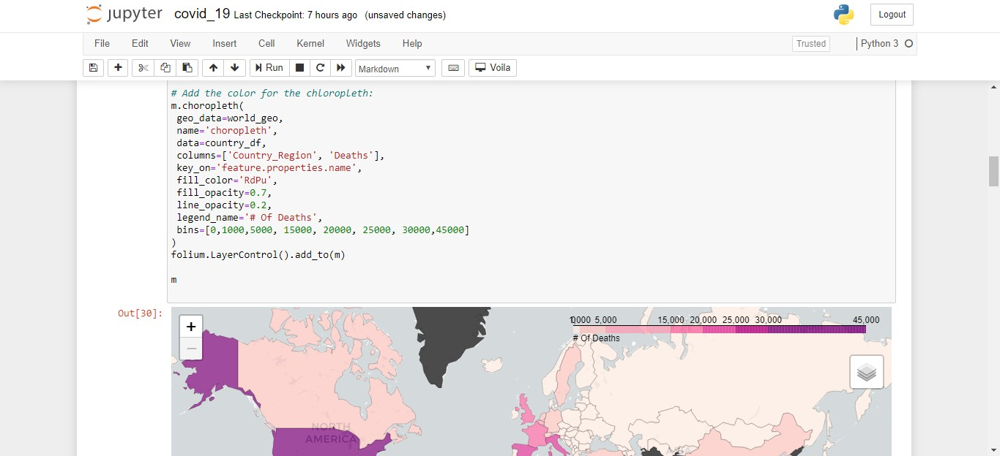 jupyter covid_19 Last Checkpoint: 7 hours ago (unsaved changes) Logout
File Edit View Insert Cell Kernel Widgets Help Trusted Python 3
Run Markdown Voila
# Add the color for the chloropleth:
m.choropleth(
geo_data=world_geo,
name='choropleth',
data=country_df,
columns=['Country_Region', 'Deaths'],
key_on='feature.properties.name',
fill_color='RdPu',
fill_opacity=0.7,
line_opacity=0.2,
legend_name='# Of Deaths',
bins=[0,1000,5000, 15000, 20000, 25000, 30000,45000]
)
folium.LayerControl().add_to(m)
m
Out[30]:
+
−
5,000 15,000 20,000 25,000 30,000 45,000
# Of Deaths
NORTH
AMERICA